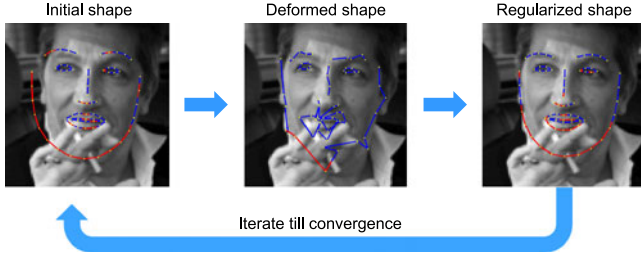 Initial shape
Deformed shape
Regularized shape
Iterate till convergence